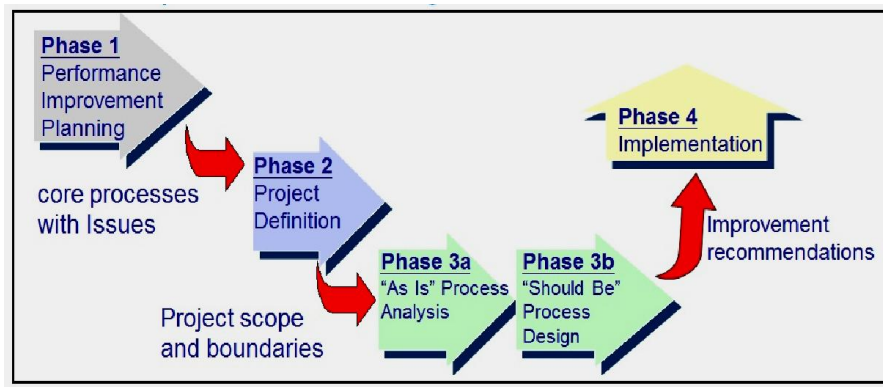 Phase 1
Performance
Improvement
Planning
core processes
with Issues
Phase 2
Project
Definition
Project scope
and boundaries
Phase 3a
“As Is” Process
Analysis
Phase 3b
“Should Be”
Process
Design
Phase 4
Implementation
Improvement
recommendations